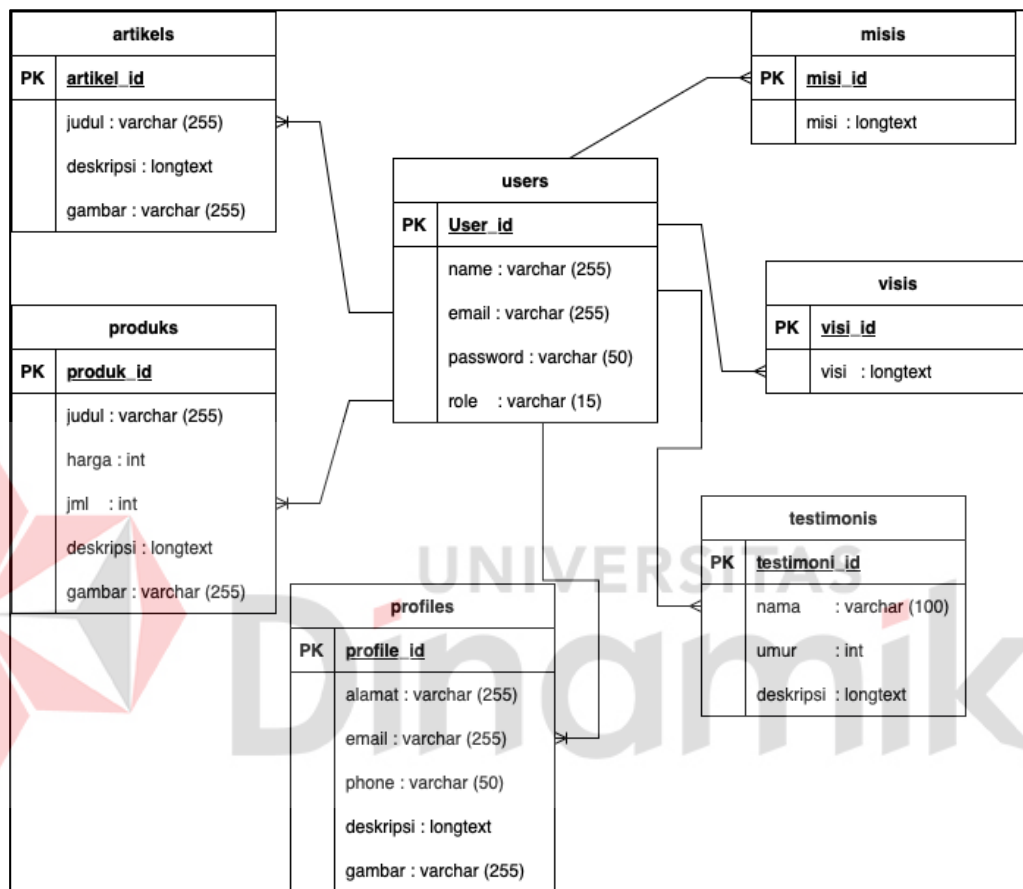 artikels
PK artikel_id
judul : varchar (255)
deskripsi : longtext
gambar : varchar (255)
misis
PK misi_id
misi : longtext
users
PK User_id
name : varchar (255)
email : varchar (255)
password : varchar (50)
role : varchar (15)
visis
PK visi_id
visi : longtext
produks
PK produk_id
judul : varchar (255)
harga : int
jml : int
deskripsi : longtext
gambar : varchar (255)
testimonis
PK testimoni_id
nama : varchar (100)
umur : int
deskripsi : longtext
profiles
PK profile_id
alamat : varchar (255)
email : varchar (255)
phone : varchar (50)
deskripsi : longtext
gambar : varchar (255)
UNIVERSITAS
Dinamik